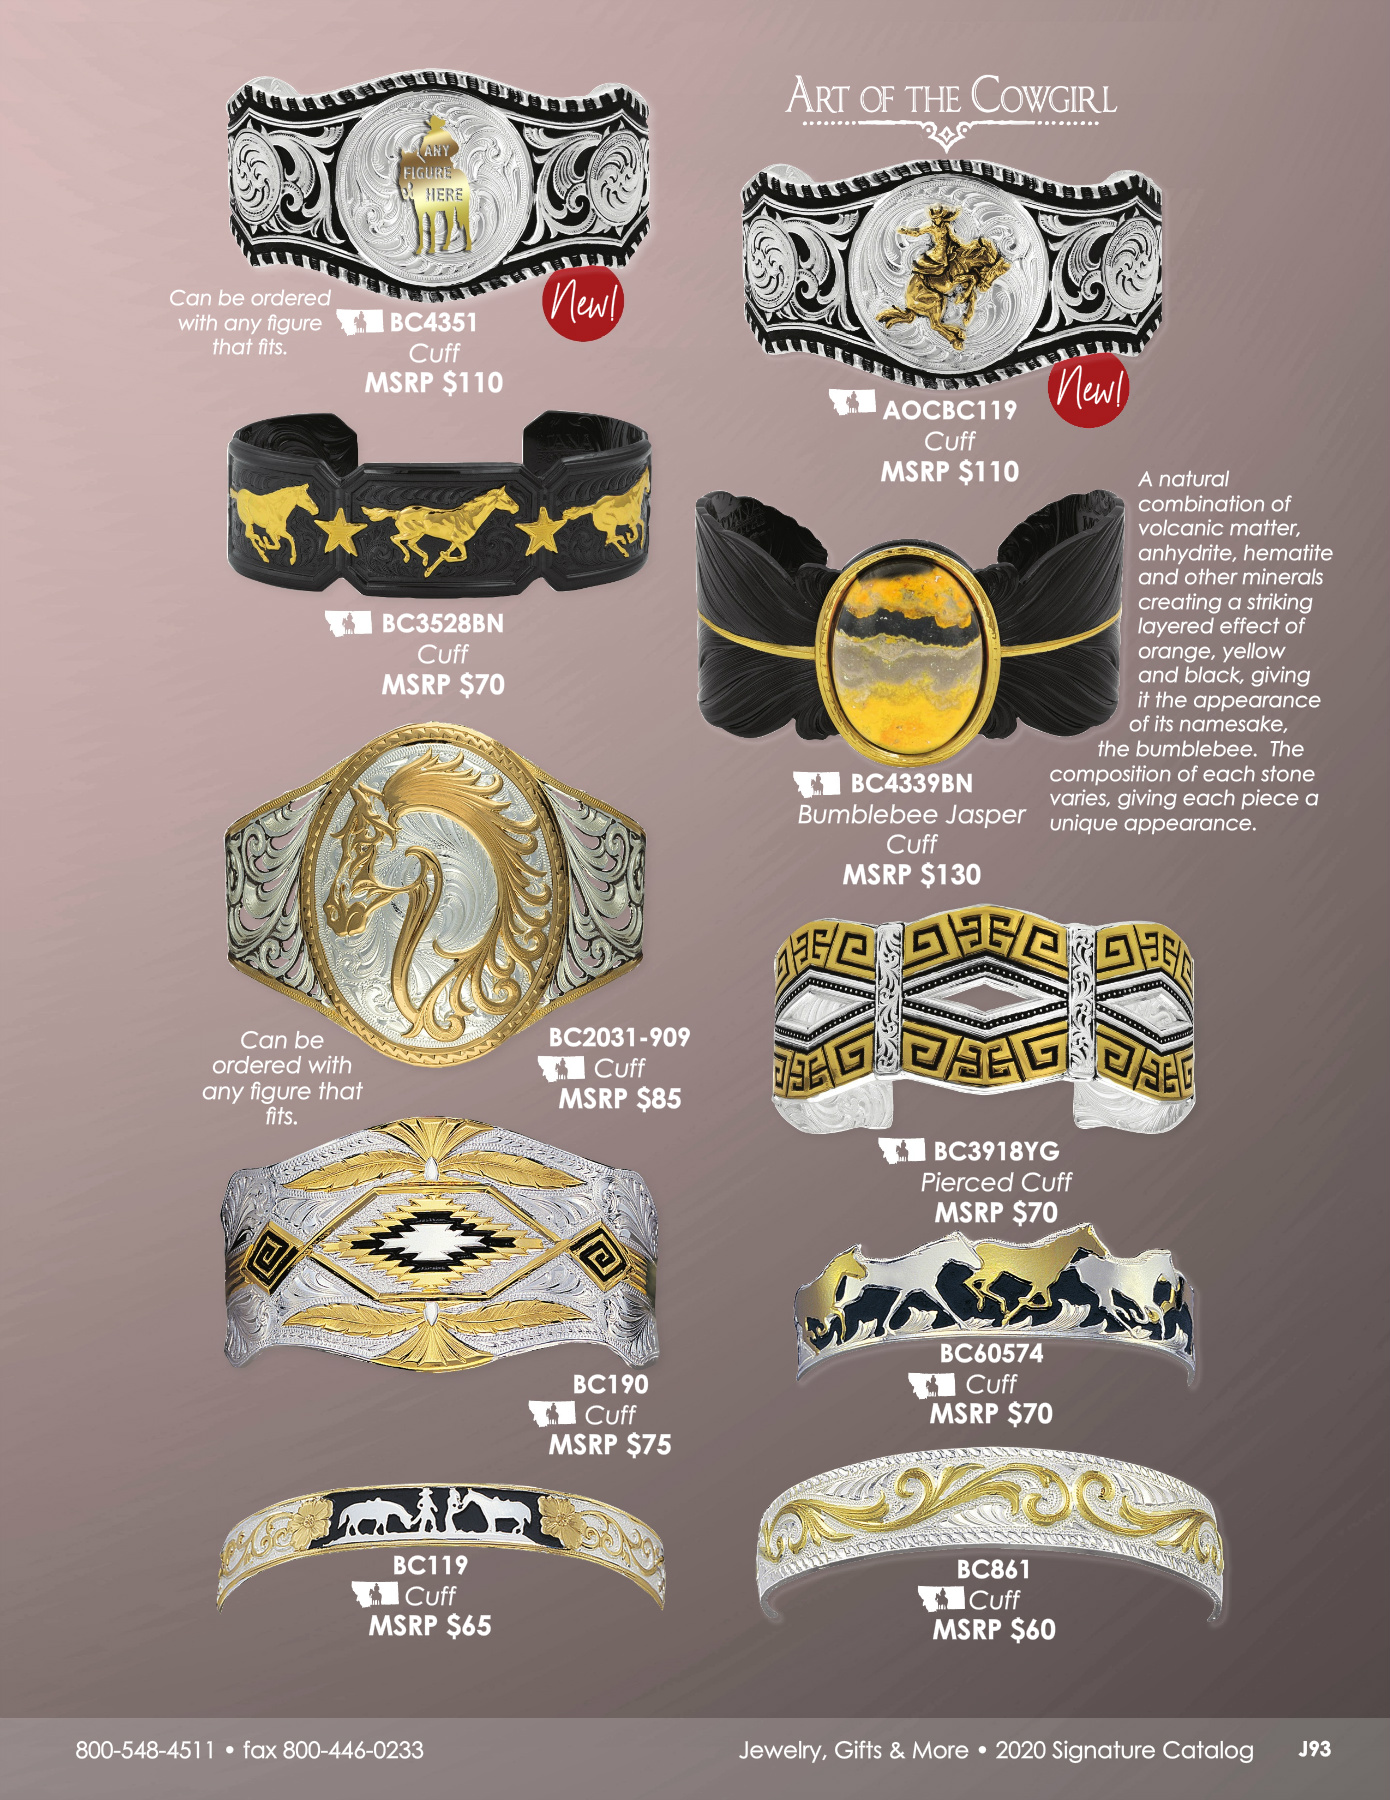 ANY
FIGURE
HERE
Can be ordered
with any figure
that fits.
New!
BC4351
Cuff
MSRP $110
ART OF THE COWGIRL
New!
AOCBC119
Cuff
MSRP $110
BC3528BN
Cuff
MSRP $70
A natural
combination of
volcanic matter,
anhydrite, hematite
and other minerals
creating a striking
layered effect of
orange, yellow
and black, giving
it the appearance
of its namesake,
the bumblebee. The
composition of each stone
varies, giving each piece a
unique appearance.
BC4339BN
Bumblebee Jasper
Cuff
MSRP $130
Can be
ordered with
any figure that
fits.
BC2031-909
Cuff
MSRP $85
BC3918YG
Pierced Cuff
MSRP $70
BC190
Cuff
MSRP $75
BC60574
Cuff
MSRP $70
BC119
Cuff
MSRP $65
BC861
Cuff
MSRP $60
800-548-4511 • fax 800-446-0233
Jewelry, Gifts & More • 2020 Signature Catalog J93